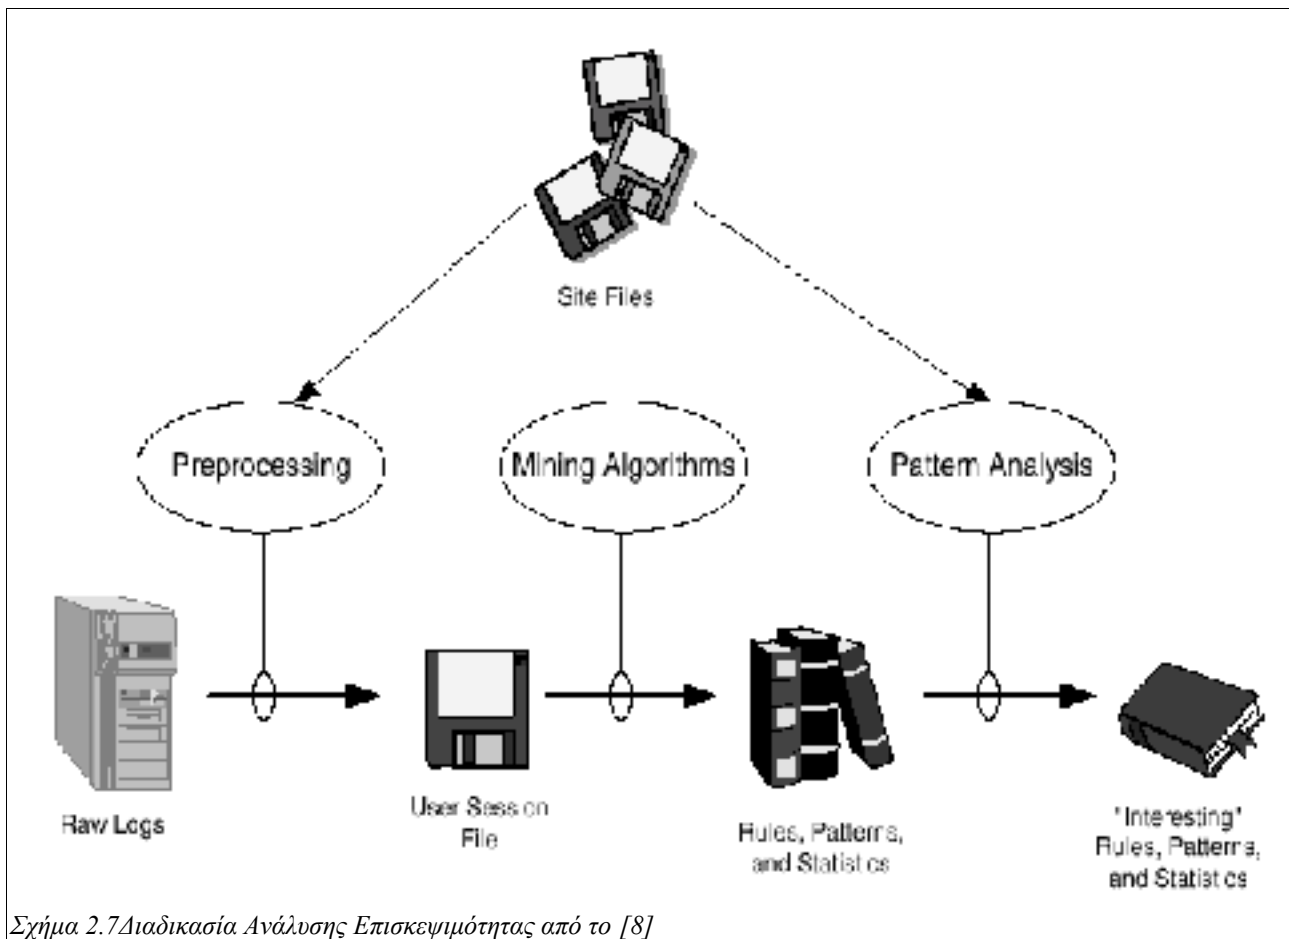 Site Files
Preprocessing
Mining Algorithms
Pattern Analysis
Raw Logs
User Session
File
Rules, Patterns,
and Statistics
"Interesting"
Rules, Patterns,
and Statistics
Σχήμα 2.7Διαδικασία Ανάλυσης Επισκεψιμότητας από το [8]